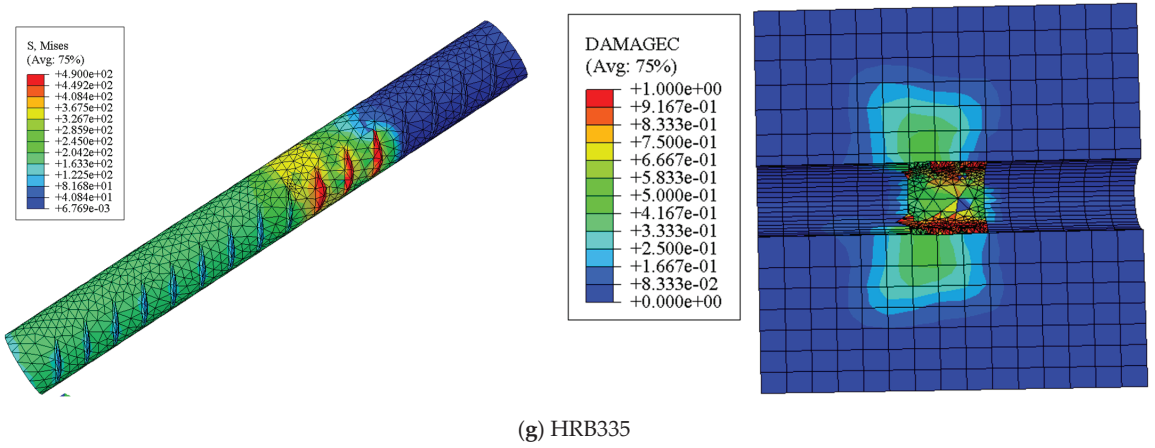 S, Mises
(Avg: 75%)
+4.900e+02
+4.492e+02
+4.084e+02
+3.675e+02
+3.267e+02
+2.859e+02
+2.450e+02
+2.042e+02
+1.633e+02
+1.225e+02
+8.168e+01
+4.084e+01
+6.769e-03
DAMAGEC
(Avg: 75%)
+1.000e+00
+9.167e-01
+8.333e-01
+7.500e-01
+6.667e-01
+5.833e-01
+5.000e-01
+4.167e-01
+3.333e-01
+2.500e-01
+1.667e-01
+8.333e-02
+0.000e+00
(g) HRB335